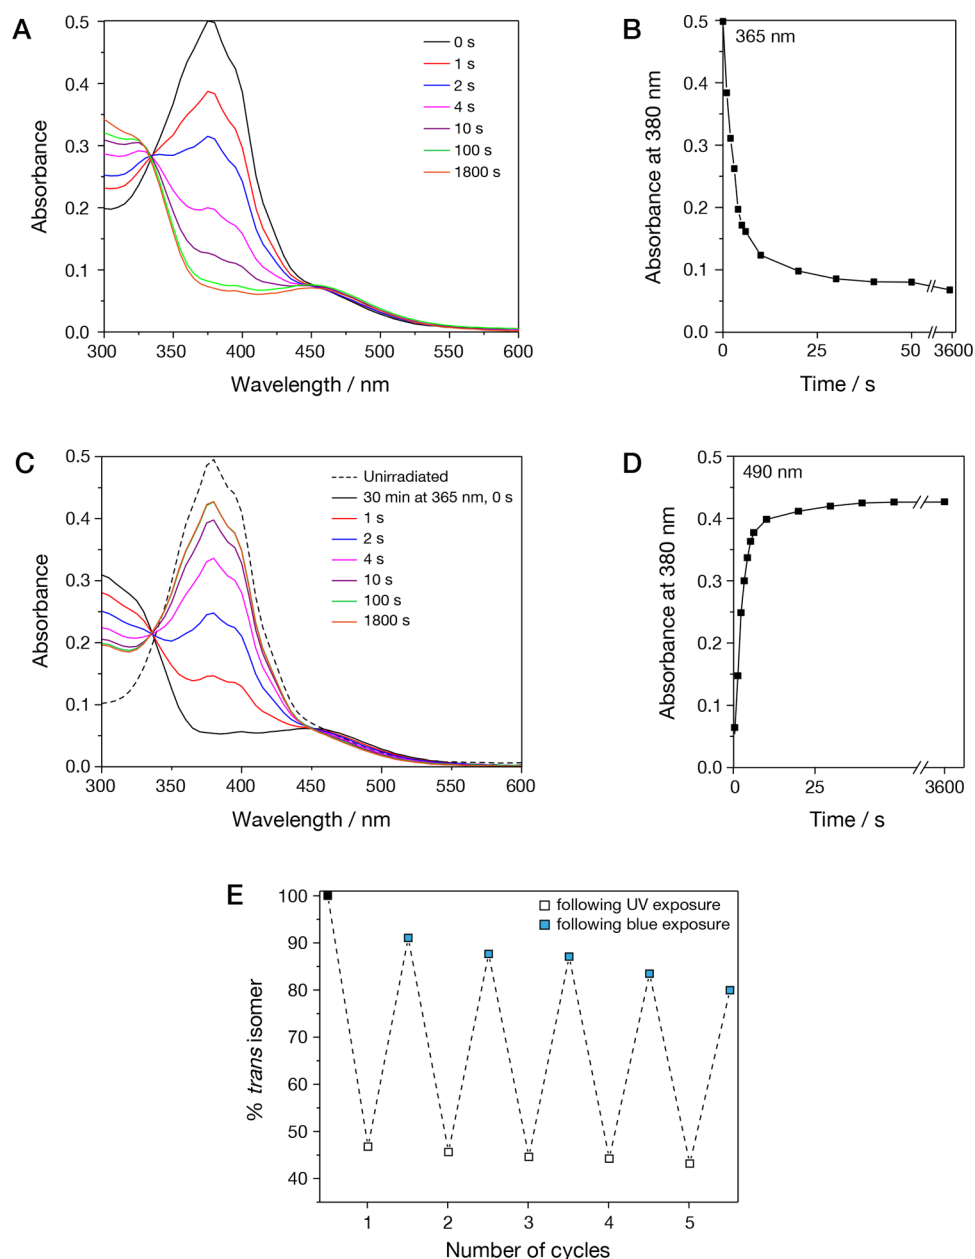 A
0.5
0.4
0.3
0.2
0.1
0.0
300
350
400
450
500
550
600
Absorbance
Wavelength / nm
0 s
1 s
2 s
4 s
10 s
100 s
1800 s
B
365 nm
0.5
0.4
0.3
0.2
0.1
0.0
0
25
50
3600
Absorbance at 380 nm
Time / s
C
0.5
0.4
0.3
0.2
0.1
0.0
300
350
400
450
500
550
600
Absorbance
Wavelength / nm
Unirradiated
30 min at 365 nm, 0 s
1 s
2 s
4 s
10 s
100 s
1800 s
D
490 nm
0.5
0.4
0.3
0.2
0.1
0.0
0
25
3600
Absorbance at 380 nm
Time / s
E
100
90
80
70
60
50
40
1
2
3
4
5
% trans isomer
Number of cycles
following UV exposure
following blue exposure